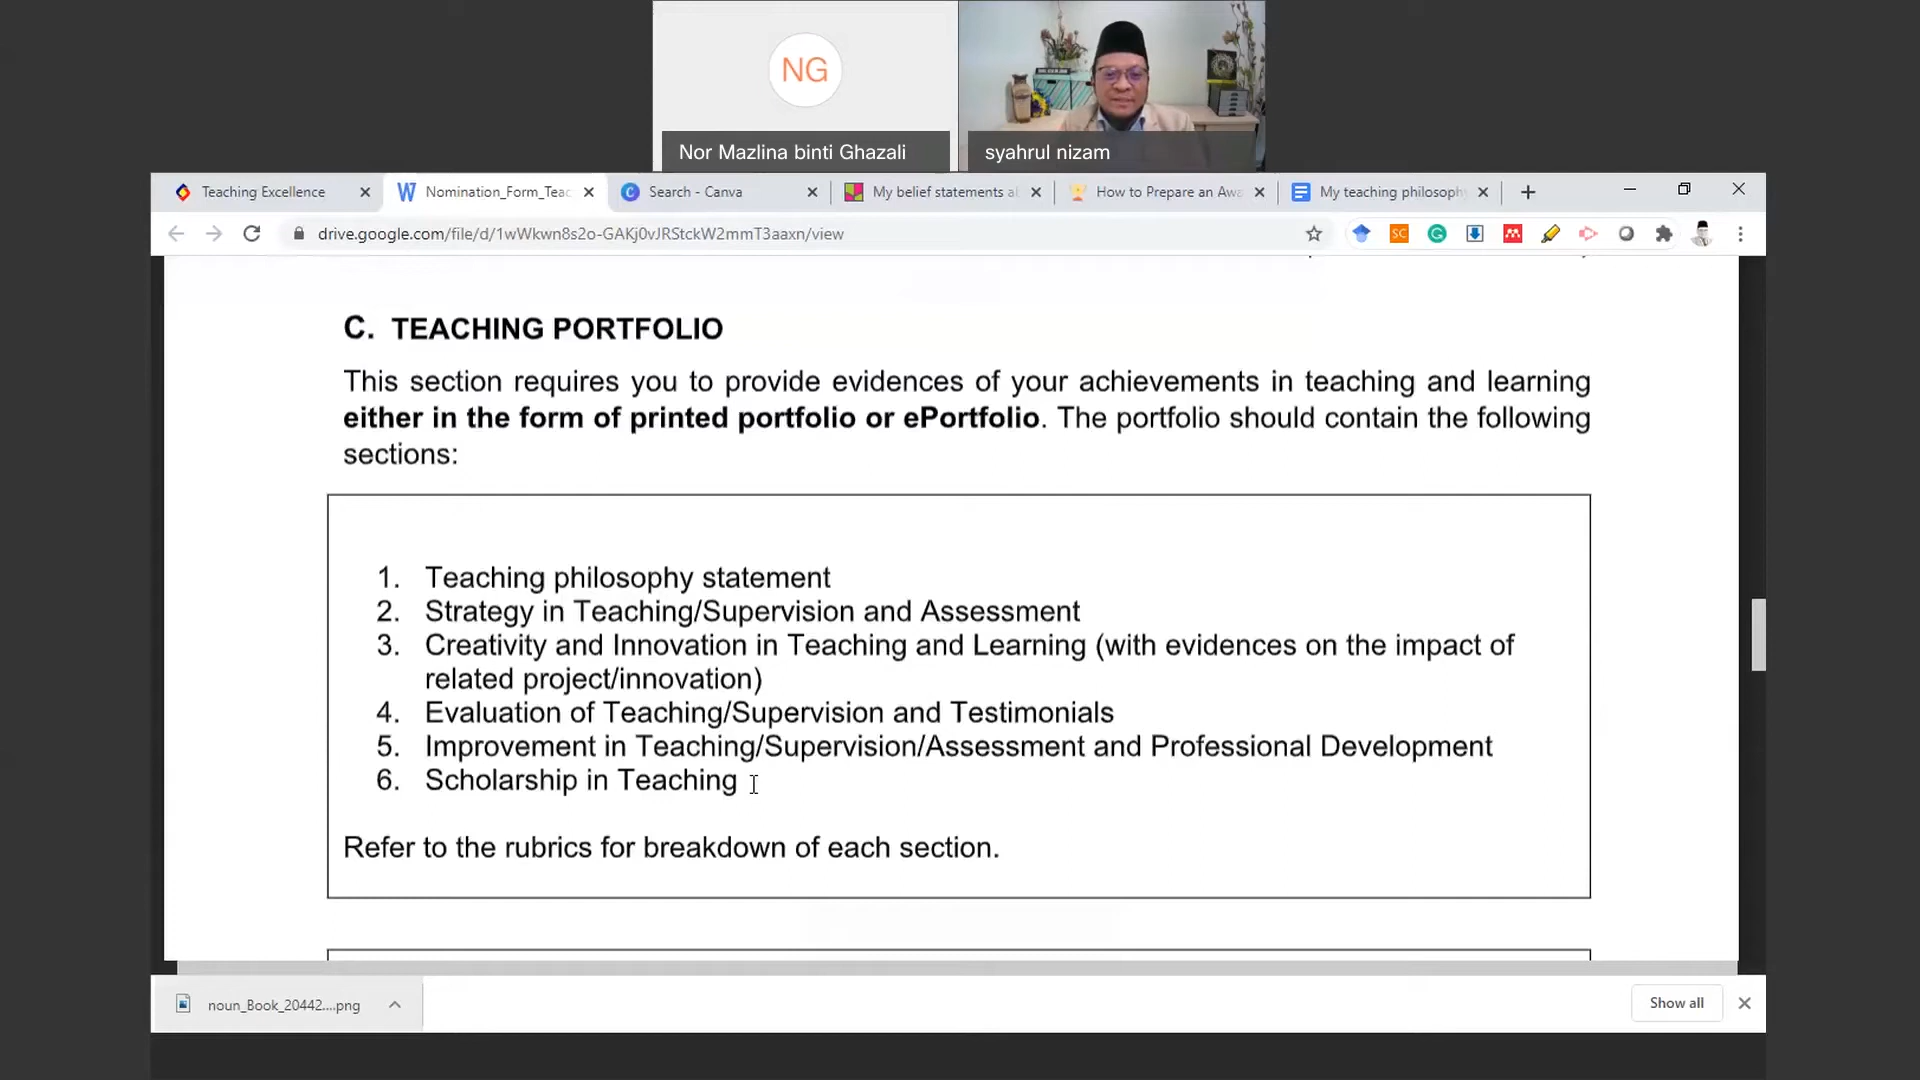 NG
Nor Mazlina binti Ghazali
syahrul nizam
Teaching Excellence
Nomination_Form_Teac
Search - Canva
My belief statements a
How to Prepare an Awa
My teaching philosophy
drive.google.com/file/d/1wWkwn8s2o-GAKj0vJRStckW2mmT3aaxn/view
SC
C. TEACHING PORTFOLIO
This section requires you to provide evidences of your achievements in teaching and learning
either in the form of printed portfolio or ePortfolio. The portfolio should contain the following
sections:
1. Teaching philosophy statement
2. Strategy in Teaching/Supervision and Assessment
3. Creativity and Innovation in Teaching and Learning (with evidences on the impact of
related project/innovation)
4. Evaluation of Teaching/Supervision and Testimonials
5. Improvement in Teaching/Supervision/Assessment and Professional Development
6. Scholarship in Teaching
Refer to the rubrics for breakdown of each section.
noun_Book_20442....png
Show all